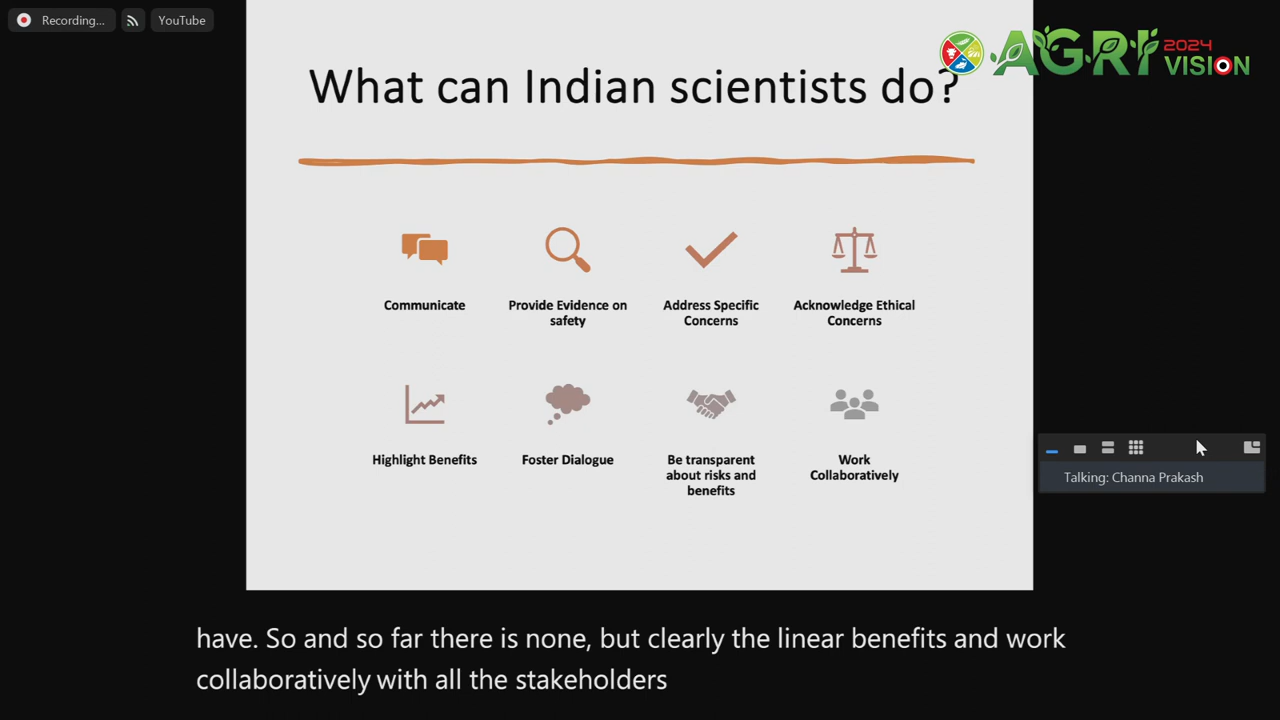 Recording...
YouTube
AGRI
2024
VISION
What can Indian scientists do?
Communicate
Provide Evidence on
safety
Address Specific
Concerns
Acknowledge Ethical
Concerns
Highlight Benefits
Foster Dialogue
Be transparent
about risks and
benefits
Work
Collaboratively
Talking: Channa Prakash
have. So and so far there is none, but clearly the linear benefits and work
collaboratively with all the stakeholders